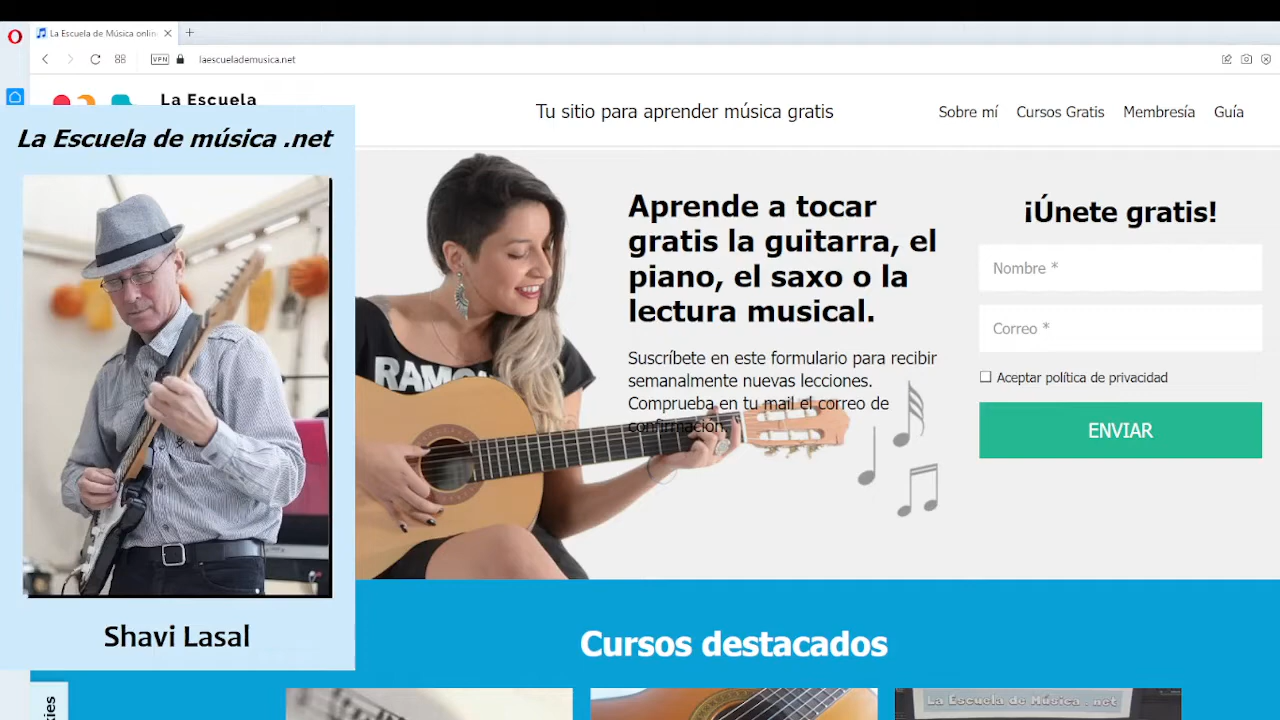 La Escuela de Música onlin
VPN
laescuelademusica.net
La Escuela
Tu sitio para aprender música gratis
Sobre mí
Cursos Gratis
Membresía
Guía
La Escuela de música .net
Shavi Lasal
RAMO
Aprende a tocar
gratis la guitarra, el
piano, el saxo o la
lectura musical.
Suscríbete en este formulario para recibir
semanalmente nuevas lecciones.
Comprueba en tu mail el correo de
confirmación.
¡Únete gratis!
Nombre *
Correo *
Aceptar política de privacidad
ENVIAR
Cursos destacados
La Escuela de Música . net
kies